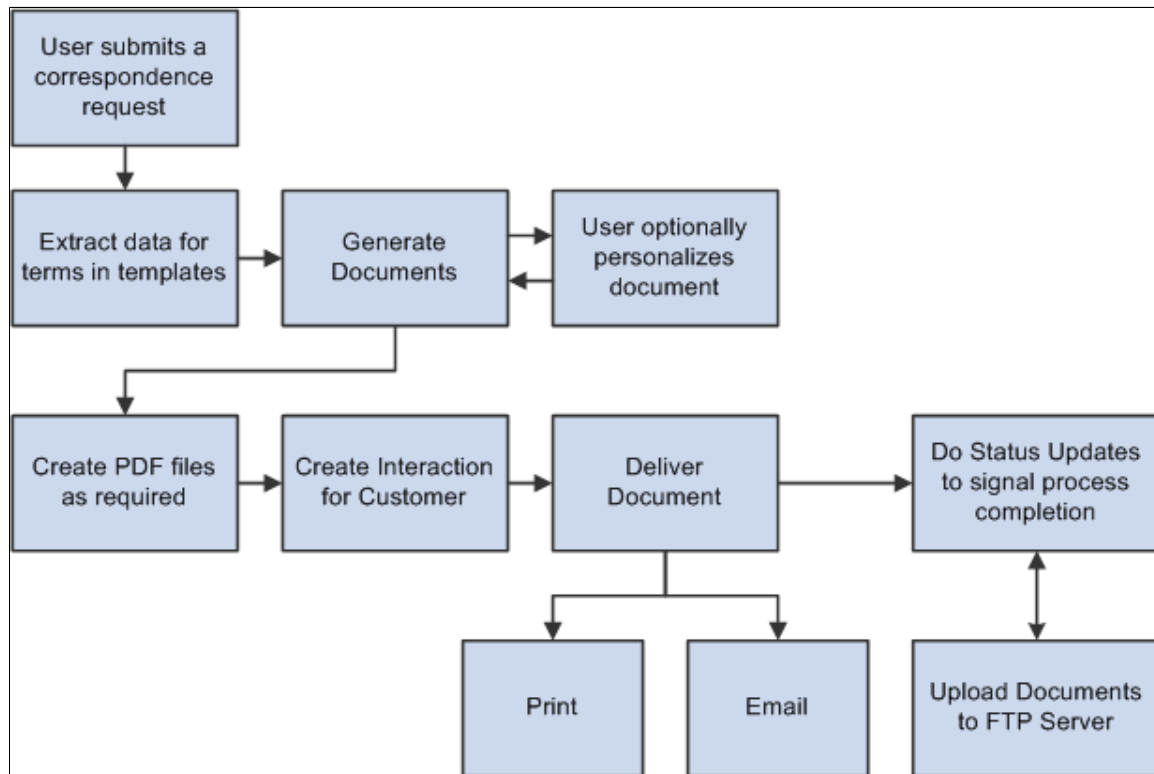 User submits a
correspondence
request
Extract data for
terms in templates
Generate
Documents
User optionally
personalizes
document
Create PDF files
as required
Create Interaction
for Customer
Deliver
Document
Do Status Updates
to signal process
completion
Print
Email
Upload Documents
to FTP Server